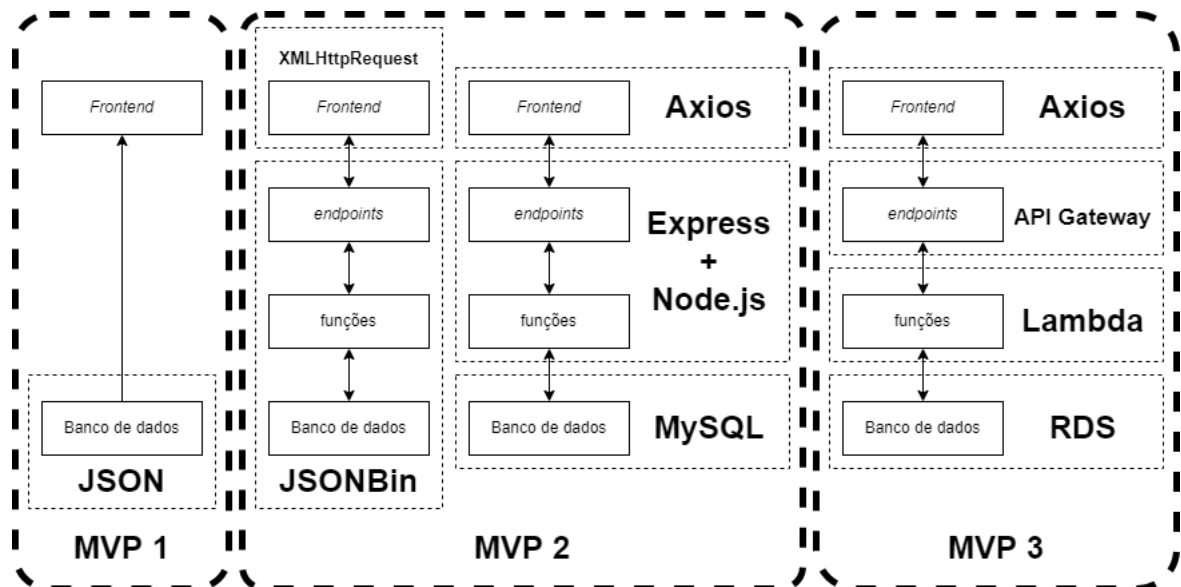 Frontend
Banco de dados
JSON
MVP 1
XMLHttpRequest
Frontend
endpoints
funções
Banco de dados
JSONBin
Frontend
Axios
endpoints
funções
Express
+
Node.js
Banco de dados
MySQL
MVP 2
Frontend
Axios
endpoints
API Gateway
funções
Lambda
Banco de dados
RDS
MVP 3